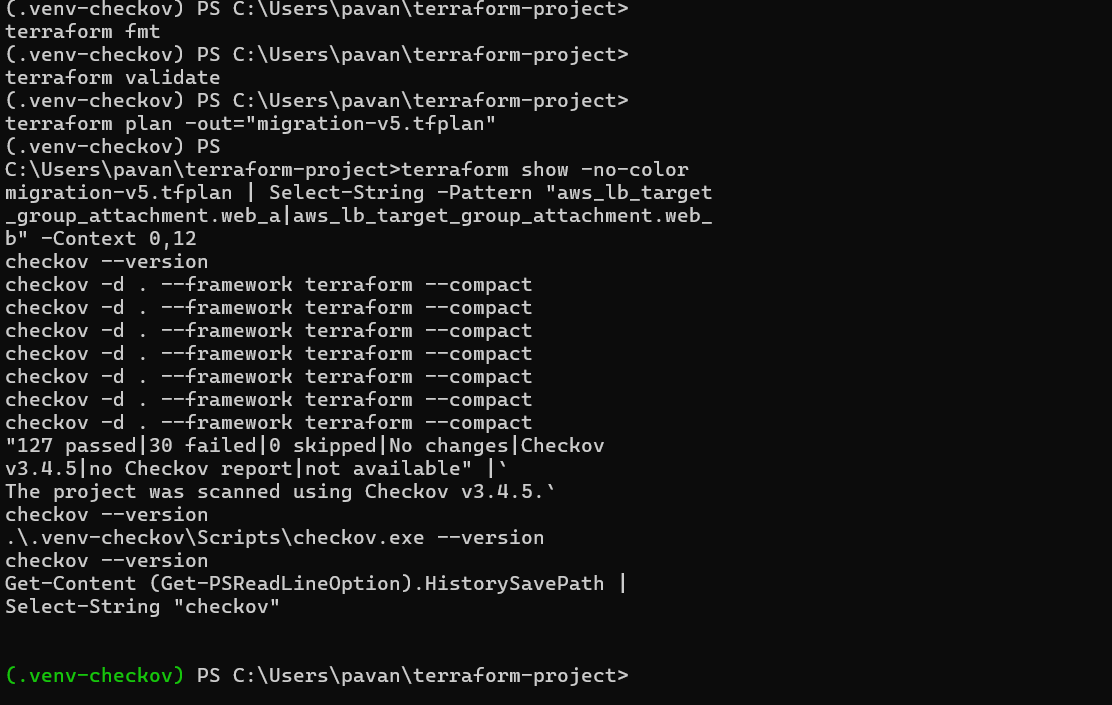 (.venv-checkov) PS C:\Users\pavan\terraform-project>
terraform fmt
(.venv-checkov) PS C:\Users\pavan\terraform-project>
terraform validate
(.venv-checkov) PS C:\Users\pavan\terraform-project>
terraform plan -out="migration-v5.tfplan"
(.venv-checkov) PS
C:\Users\pavan\terraform-project>terraform show -no-color
migration-v5.tfplan | Select-String -Pattern "aws_lb_target
_group_attachment.web_a|aws_lb_target_group_attachment.web_
b" -Context 0,12
checkov --version
checkov -d . --framework terraform --compact
checkov -d . --framework terraform --compact
checkov -d . --framework terraform --compact
checkov -d . --framework terraform --compact
checkov -d . --framework terraform --compact
checkov -d . --framework terraform --compact
checkov -d . --framework terraform --compact
"127 passed|30 failed|0 skipped|No changes|Checkov
v3.4.5|no Checkov report|not available" |`
The project was scanned using Checkov v3.4.5.`
checkov --version
.\.venv-checkov\Scripts\checkov.exe --version
checkov --version
Get-Content (Get-PSReadLineOption).HistorySavePath |
Select-String "checkov"
(.venv-checkov) PS C:\Users\pavan\terraform-project>